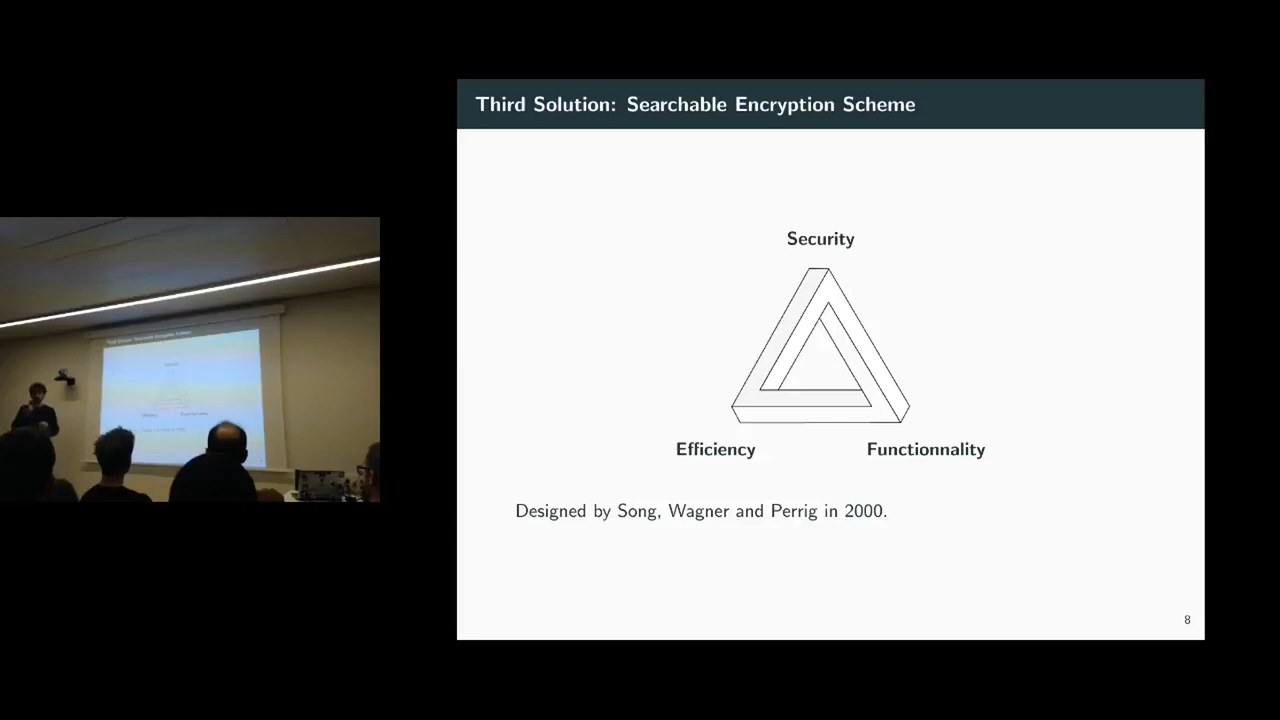 Third Solution: Searchable Encryption Scheme
Security
Efficiency
Functionnality
Designed by Song, Wagner and Perrig in 2000.
8